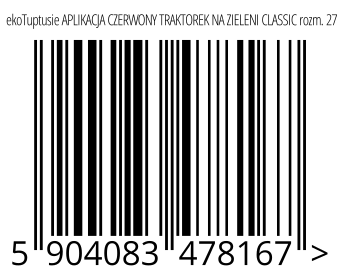 ekoTuptusie APLIKACJA CZERWONY TRAKTOREK NA ZIELENI CLASSIC rozm. 27
5 904083 478167 >